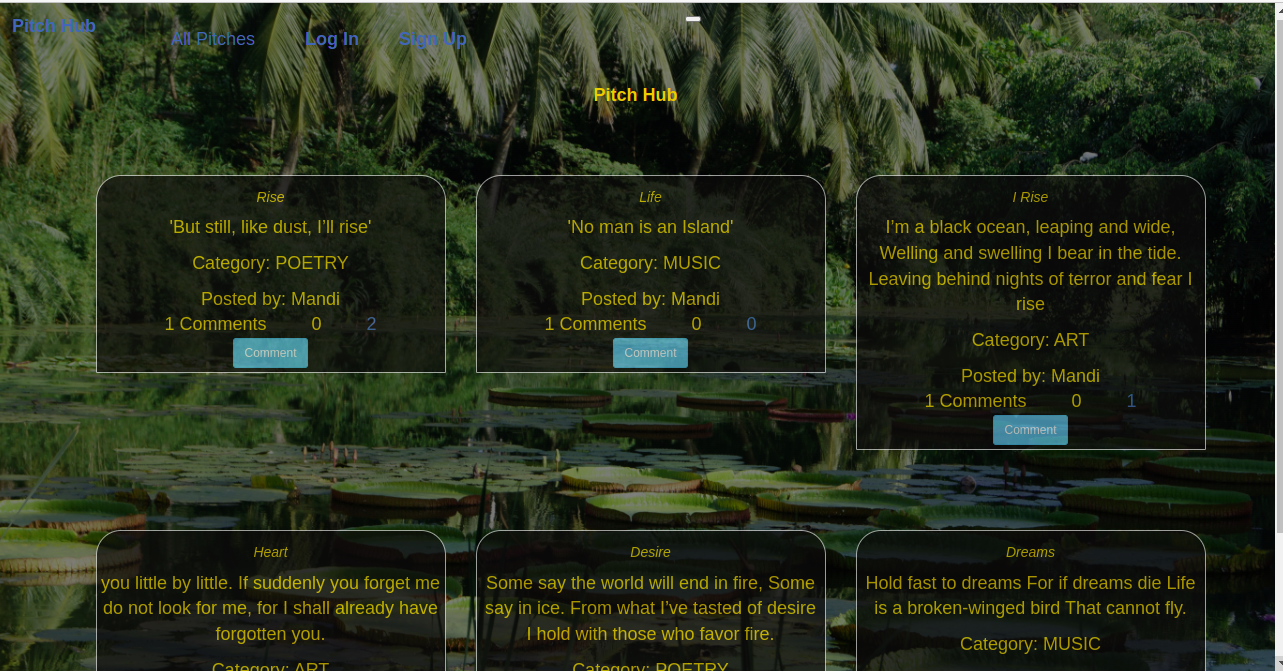 Pitch Hub
All Pitches Log In Sign Up
Pitch Hub
Rise
'But still, like dust, I’ll rise'
Category: POETRY
Posted by: Mandi
1 Comments 0 2
Comment
Life
'No man is an Island'
Category: MUSIC
Posted by: Mandi
1 Comments 0 0
Comment
I Rise
I’m a black ocean, leaping and wide,
Welling and swelling I bear in the tide.
Leaving behind nights of terror and fear I
rise
Category: ART
Posted by: Mandi
1 Comments 0 1
Comment
Heart
you little by little. If suddenly you forget me
do not look for me, for I shall already have
forgotten you.
Category: ART
Desire
Some say the world will end in fire, Some
say in ice. From what I’ve tasted of desire
I hold with those who favor fire.
Category: POETRY
Dreams
Hold fast to dreams For if dreams die Life
is a broken-winged bird That cannot fly.
Category: MUSIC